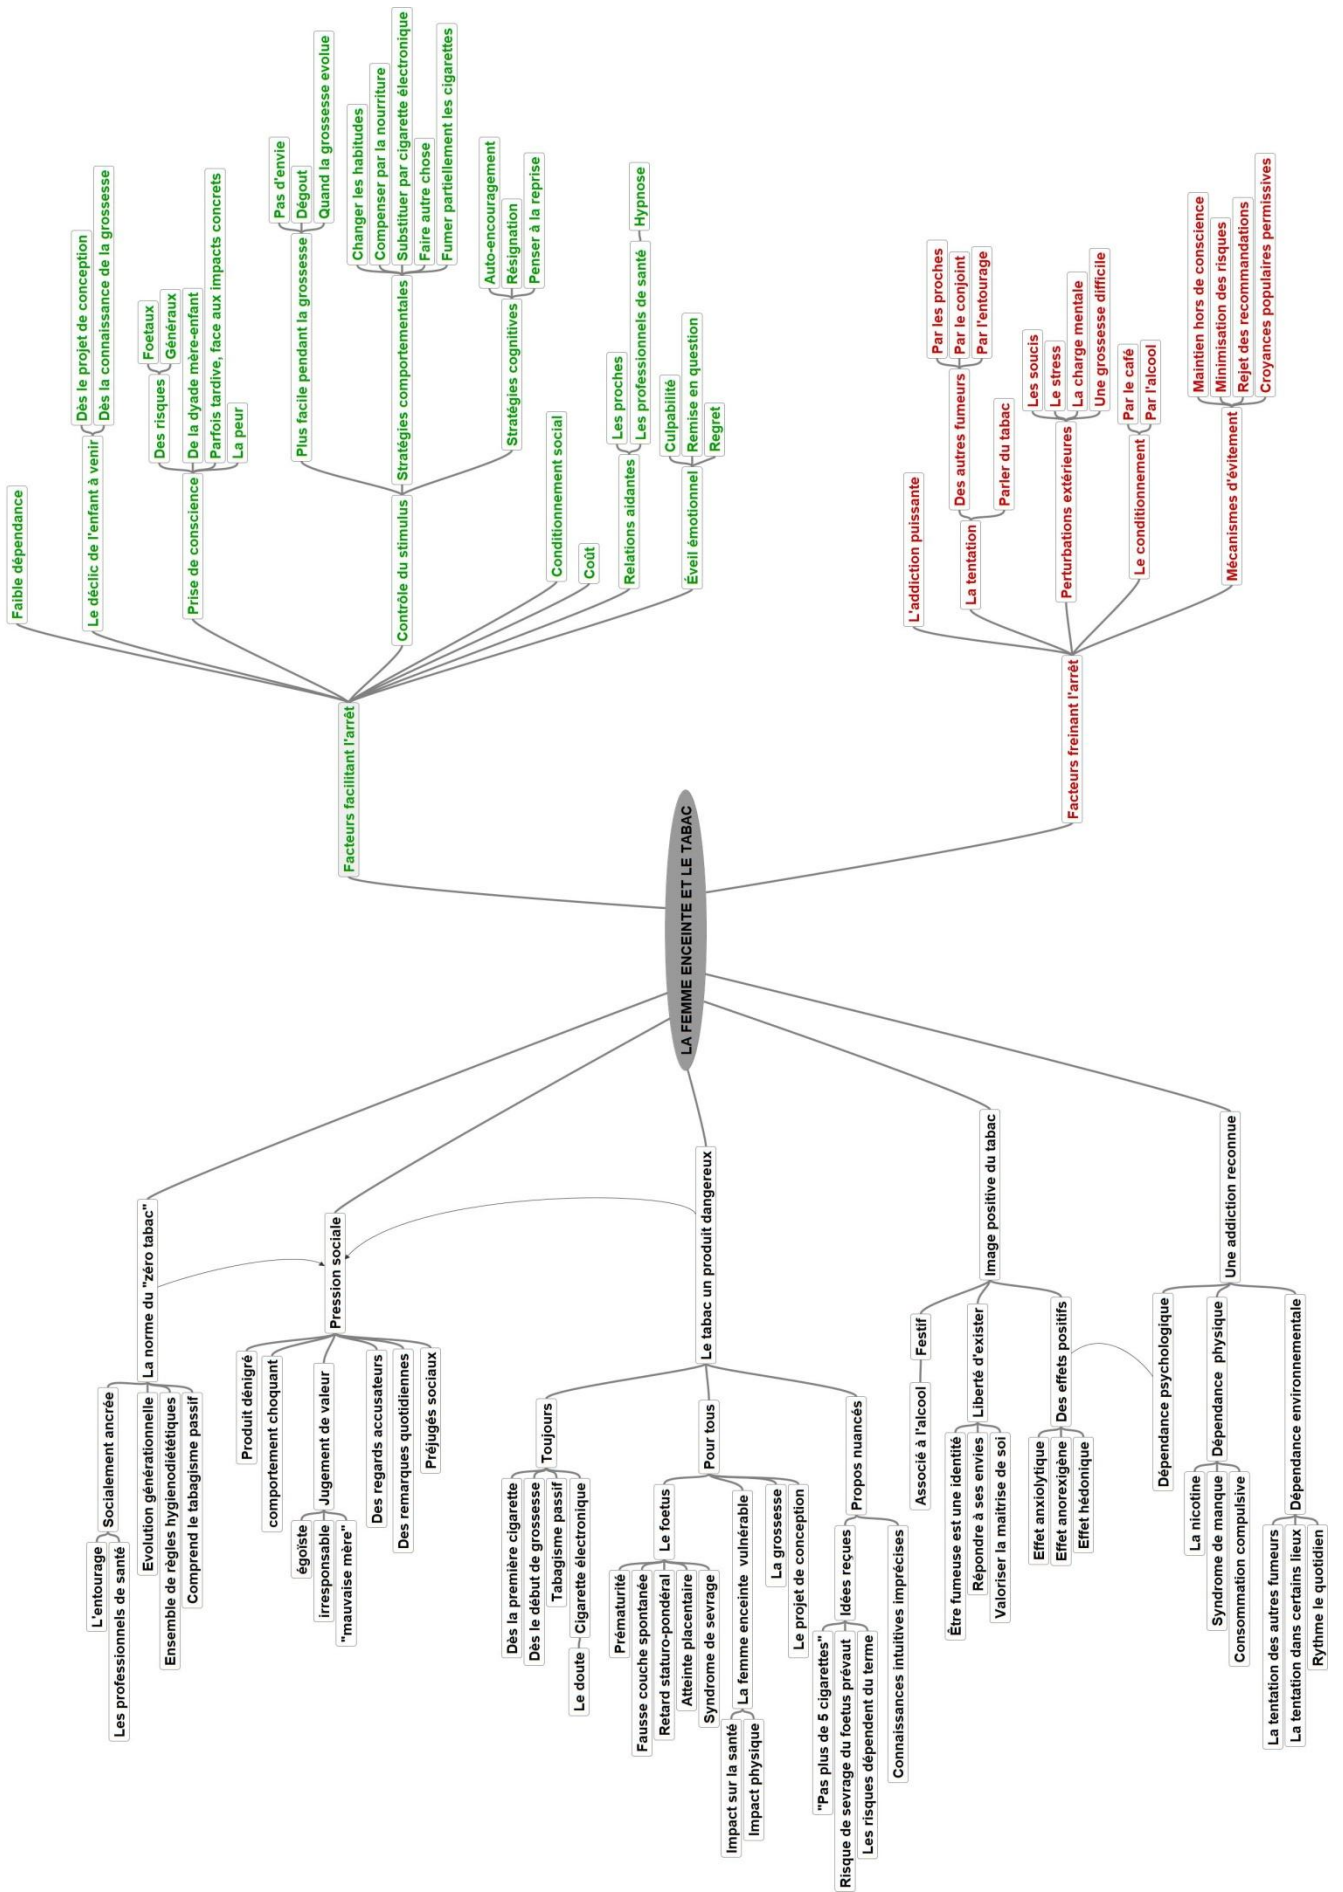 LA FEMME ENCEINTE ET LE TABAC
La norme du "zéro tabac"
Socialement ancrée
L'entourage
Les professionnels de santé
Evolution générationnelle
Ensemble de règles hygienodiététiques
Comprend le tabagisme passif
Pression sociale
Produit dénigré
comportement choquant
Jugement de valeur
égoïste
irresponsable
"mauvaise mère"
Des regards accusateurs
Des remarques quotidiennes
Préjugés sociaux
Le tabac un produit dangereux
Toujours
Dès la première cigarette
Dès le début de grossesse
Tabagisme passif
Cigarette électronique
Le doute
Pour tous
Le foetus
Prématurité
Fausse couche spontanée
Retard staturo-pondéral
Atteinte placentaire
Syndrome de sevrage
La femme enceinte vulnérable
Impact sur la santé
Impact physique
La grossesse
Le projet de conception
Propos nuancés
Idées reçues
"Pas plus de 5 cigarettes"
Risque de sevrage du foetus prévaut
Les risques dépendent du terme
Connaissances intuitives imprécises
Image positive du tabac
Festif
Associé à l'alcool
Liberté d'exister
Être fumeuse est une identité
Répondre à ses envies
Valoriser la maitrise de soi
Des effets positifs
Effet anxiolytique
Effet anorexigène
Effet hédonique
Une addiction reconnue
Dépendance psychologique
Dépendance physique
La nicotine
Syndrome de manque
Consommation compulsive
Dépendance environnementale
La tentation des autres fumeurs
La tentation dans certains lieux
Rythme le quotidien
Facteurs facilitant l'arrêt
Faible dépendance
Le déclic de l'enfant à venir
Dès le projet de conception
Dès la connaissance de la grossesse
Prise de conscience
Des risques
Foetaux
Généraux
De la dyade mère-enfant
Parfois tardive, face aux impacts concrets
La peur
Contrôle du stimulus
Plus facile pendant la grossesse
Pas d'envie
Dégout
Quand la grossesse evolue
Stratégies comportementales
Changer les habitudes
Compenser par la nourriture
Substituer par cigarette électronique
Faire autre chose
Fumer partiellement les cigarettes
Stratégies cognitives
Auto-encouragement
Résignation
Penser à la reprise
Conditionnement social
Coût
Relations aidantes
Les proches
Les professionnels de santé
Hypnose
Éveil émotionnel
Culpabilité
Remise en question
Regret
Facteurs freinant l'arrêt
L'addiction puissante
La tentation
Des autres fumeurs
Par les proches
Par le conjoint
Par l'entourage
Parler du tabac
Perturbations extérieures
Les soucis
Le stress
La charge mentale
Une grossesse difficile
Le conditionnement
Par le café
Par l'alcool
Mécanismes d'évitement
Maintien hors de conscience
Minimisation des risques
Rejet des recommandations
Croyances populaires permissives